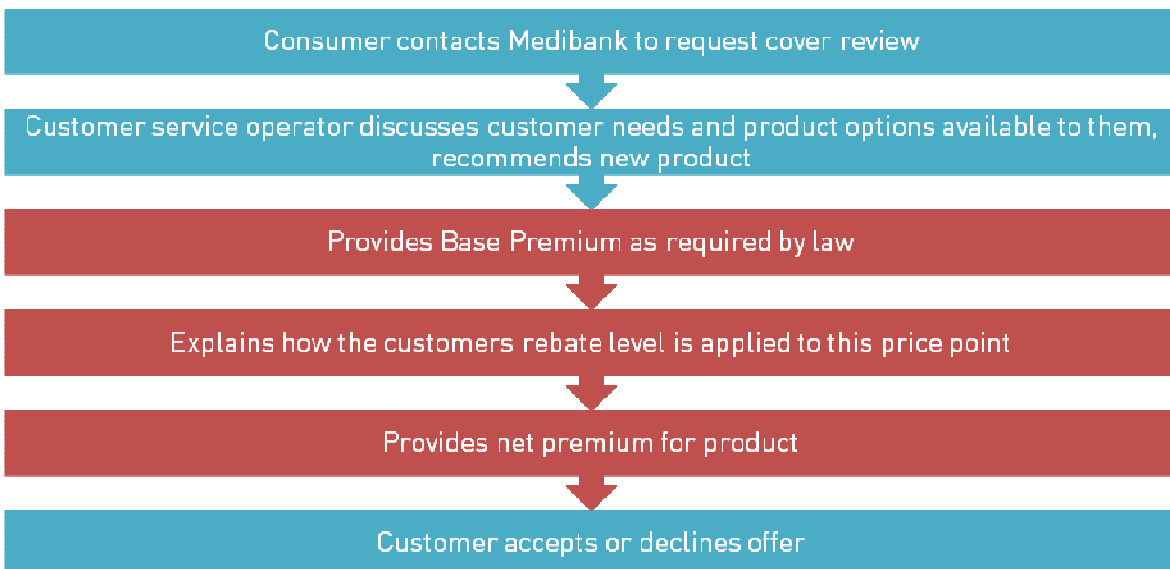 Consumer contacts Medibank to request cover review
Customer service operator discusses customer needs and product options available to them,
recommends new product
Provides Base Premium as required by law
Explains how the customers rebate level is applied to this price point
Provides net premium for product
Customer accepts or declines offer